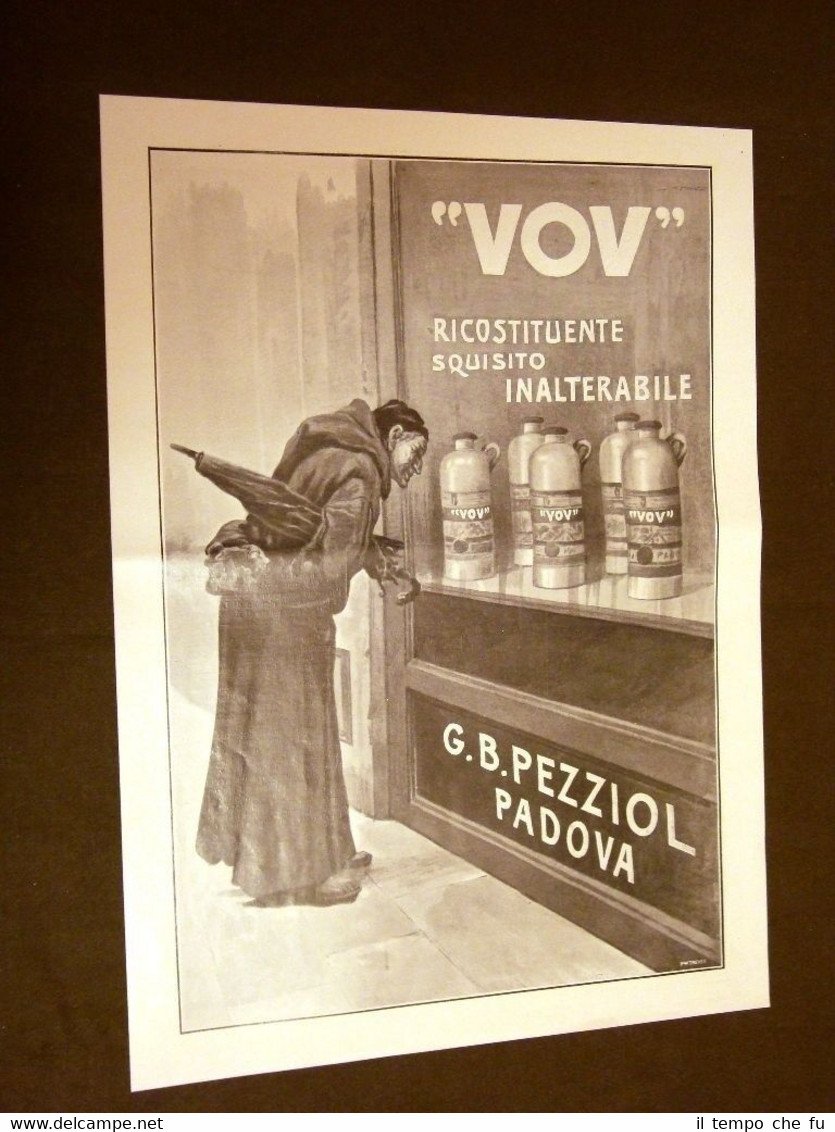 “VOV”
RICOSTITUENTE
SQUISITO
INALTERABILE
"VOV"
"VOV"
"VOV"
G.B.PEZZIOL
PADOVA
www.delcampe.net
il tempo che fu